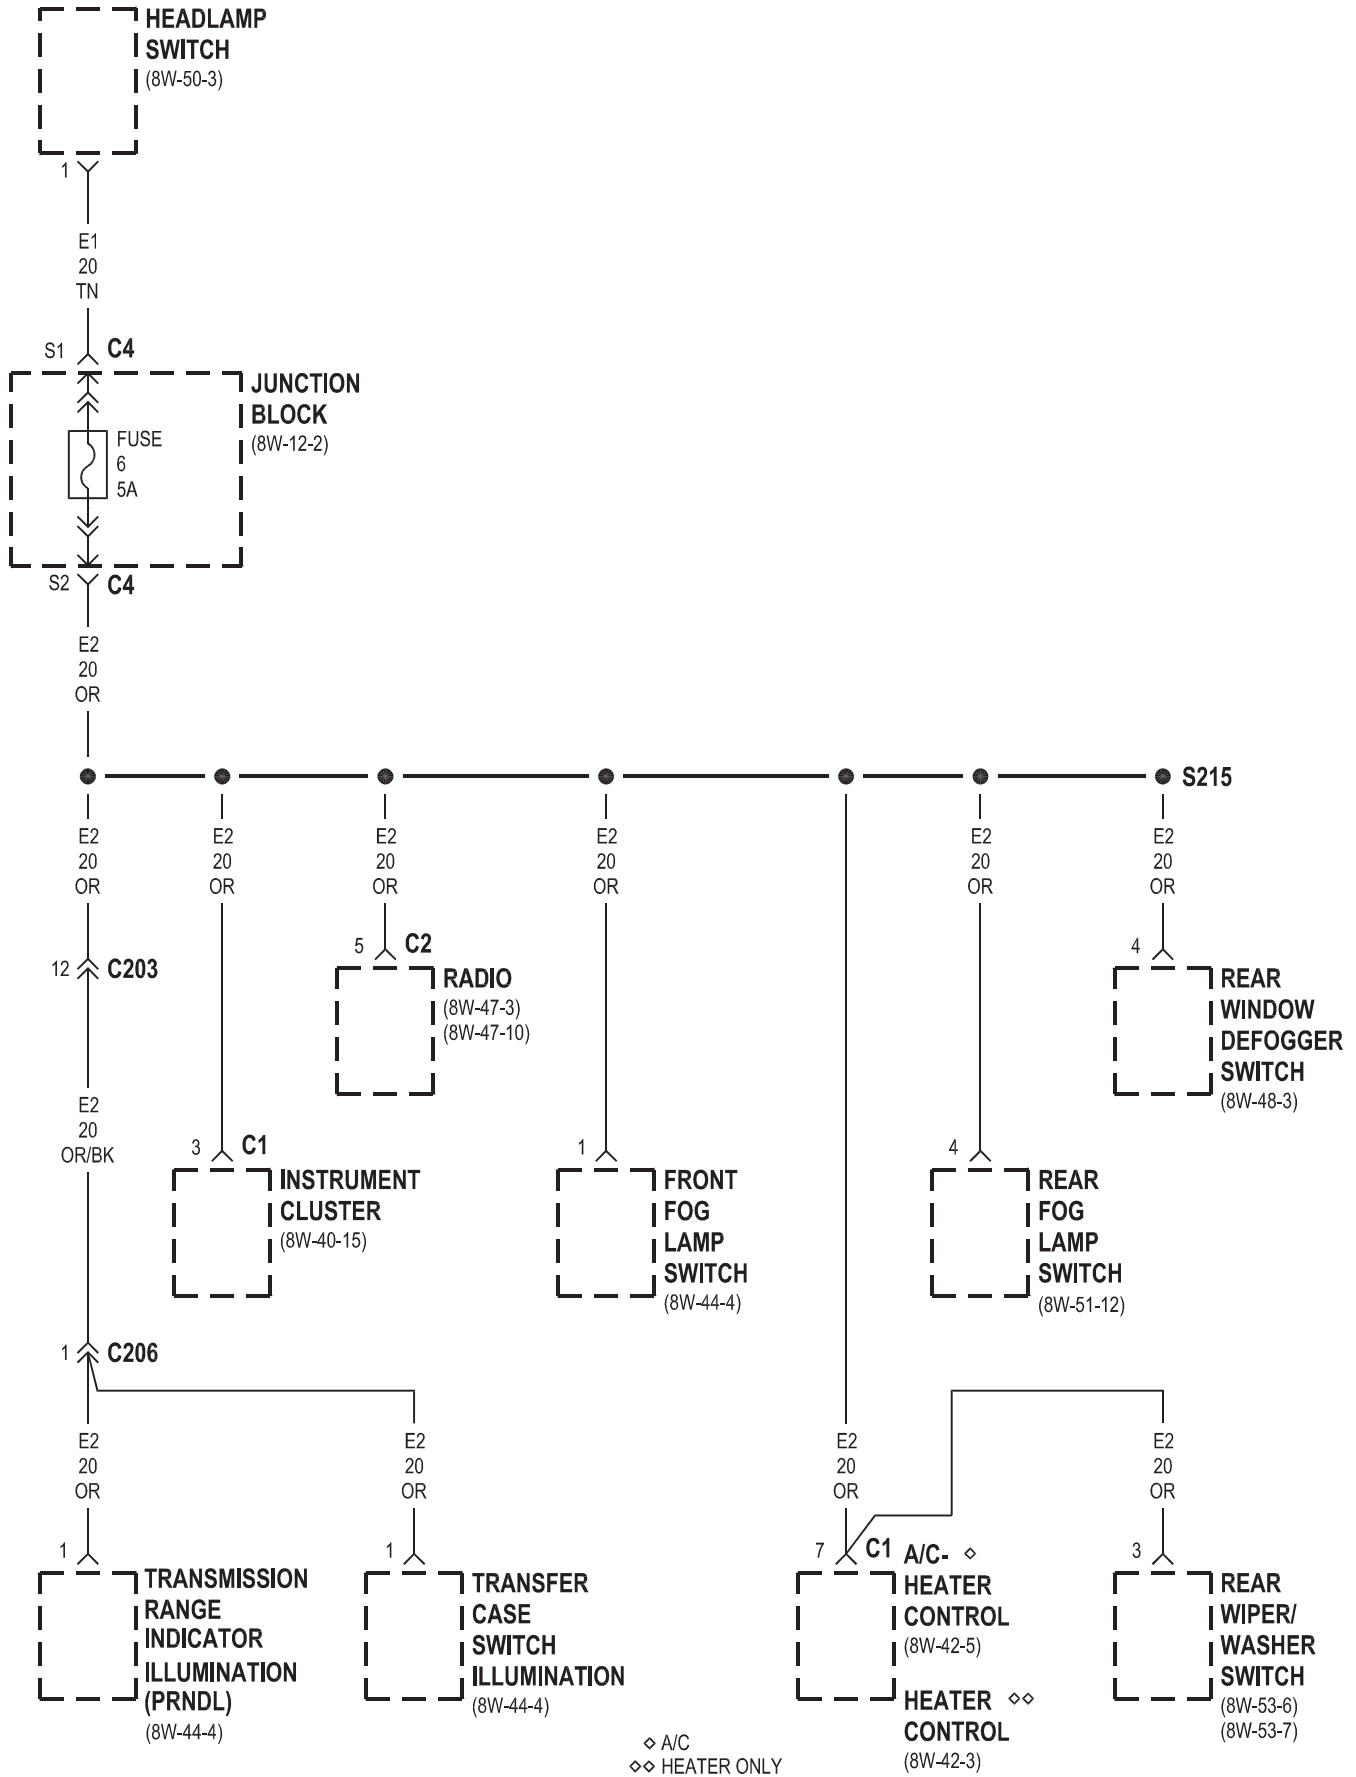 HEADLAMP
SWITCH
(8W-50-3)
1
E1
20
TN
S1 C4
JUNCTION
BLOCK
(8W-12-2)
FUSE
6
5A
S2 C4
E2
20
OR
S215
E2 E2 E2 E2 E2 E2
20 20 20 20 20 20
OR OR OR OR OR OR
12 C203
5 C2
RADIO
(8W-47-3)
(8W-47-10)
4
REAR
WINDOW
DEFOGGER
SWITCH
(8W-48-3)
E2
20
OR/BK
3 C1
INSTRUMENT
CLUSTER
(8W-40-15)
1
FRONT
FOG
LAMP
SWITCH
(8W-44-4)
4
REAR
FOG
LAMP
SWITCH
(8W-51-12)
1 C206
E2 E2 E2 E2
20 20 20 20
OR OR OR OR
1
TRANSMISSION
RANGE
INDICATOR
ILLUMINATION
(PRNDL)
(8W-44-4)
1
TRANSFER
CASE
SWITCH
ILLUMINATION
(8W-44-4)
7 C1
A/C- ◇
HEATER
CONTROL
(8W-42-5)
HEATER ◇◇
CONTROL
(8W-42-3)
3
REAR
WIPER/
WASHER
SWITCH
(8W-53-6)
(8W-53-7)
◇ A/C
◇◇ HEATER ONLY